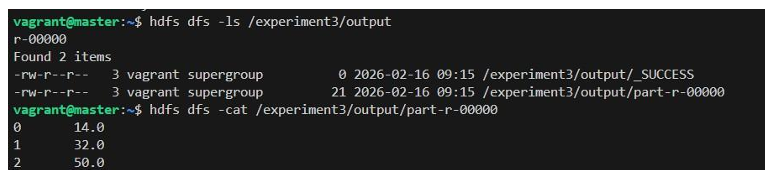 vagrant@master:~$ hdfs dfs -ls /experiment3/output
r-00000
Found 2 items
-rw-r--r--   3 vagrant supergroup          0 2026-02-16 09:15 /experiment3/output/_SUCCESS
-rw-r--r--   3 vagrant supergroup         21 2026-02-16 09:15 /experiment3/output/part-r-00000
vagrant@master:~$ hdfs dfs -cat /experiment3/output/part-r-00000
0       14.0
1       32.0
2       50.0